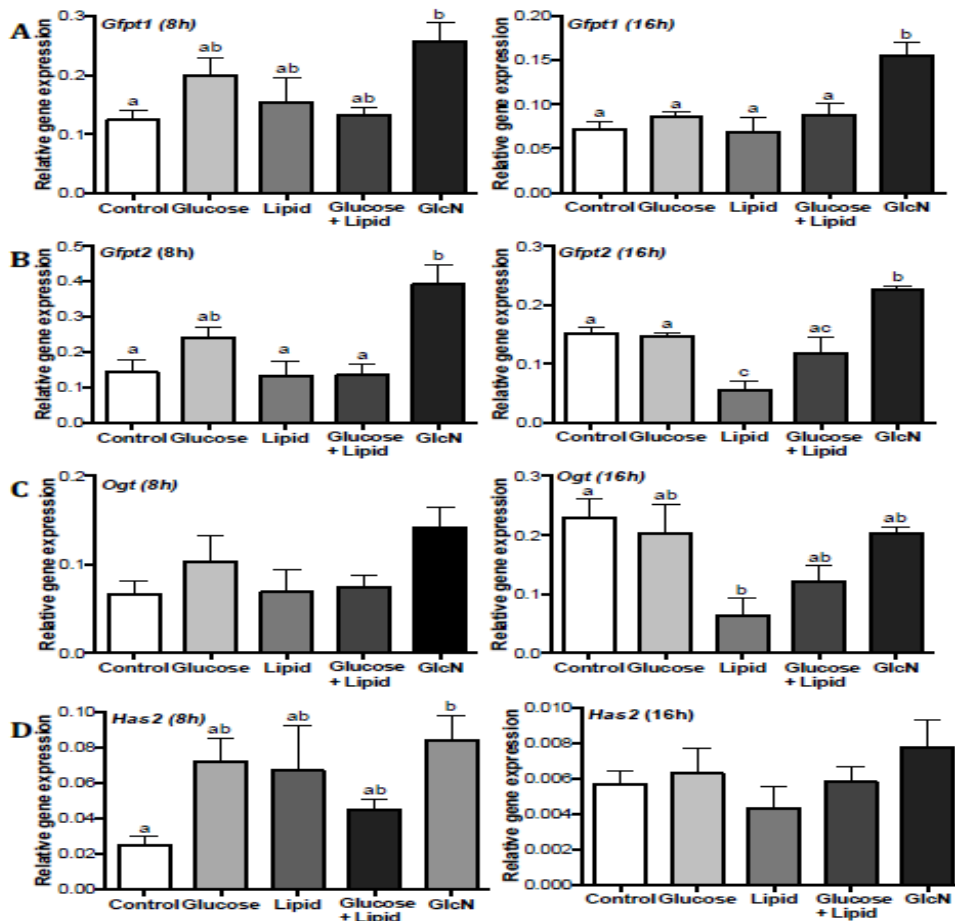 A
Gfpt1 (8h)
Relative gene expression
0.3
0.2
0.1
0.0
a
ab
ab
ab
b
Control Glucose Lipid Glucose + Lipid GlcN
Gfpt1 (16h)
Relative gene expression
0.20
0.15
0.10
0.05
0.00
a
a
a
a
b
Control Glucose Lipid Glucose + Lipid GlcN
B
Gfpt2 (8h)
Relative gene expression
0.5
0.4
0.3
0.2
0.1
0.0
a
ab
a
a
b
Control Glucose Lipid Glucose + Lipid GlcN
Gfpt2 (16h)
Relative gene expression
0.3
0.2
0.1
0.0
a
a
c
ac
b
Control Glucose Lipid Glucose + Lipid GlcN
C
Ogt (8h)
Relative gene expression
0.2
0.1
0.0
Control Glucose Lipid Glucose + Lipid GlcN
Ogt (16h)
Relative gene expression
0.3
0.2
0.1
0.0
a
ab
b
ab
ab
Control Glucose Lipid Glucose + Lipid GlcN
D
Has2 (8h)
Relative gene expression
0.10
0.08
0.06
0.04
0.02
0.00
a
ab
ab
ab
b
Control Glucose Lipid Glucose + Lipid GlcN
Has2 (16h)
Relative gene expression
0.010
0.008
0.006
0.004
0.002
0.000
Control Glucose Lipid Glucose + Lipid GlcN